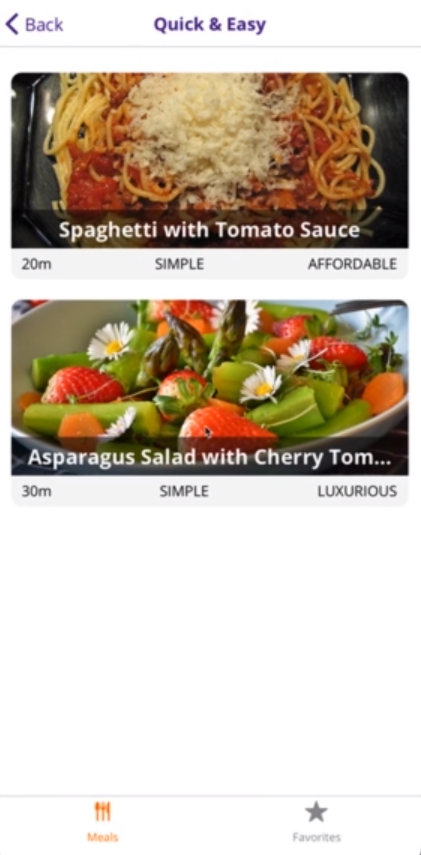 Back
Quick & Easy
Spaghetti with Tomato Sauce
20m SIMPLE AFFORDABLE
Asparagus Salad with Cherry Tom...
30m SIMPLE LUXURIOUS
Meals Favorites